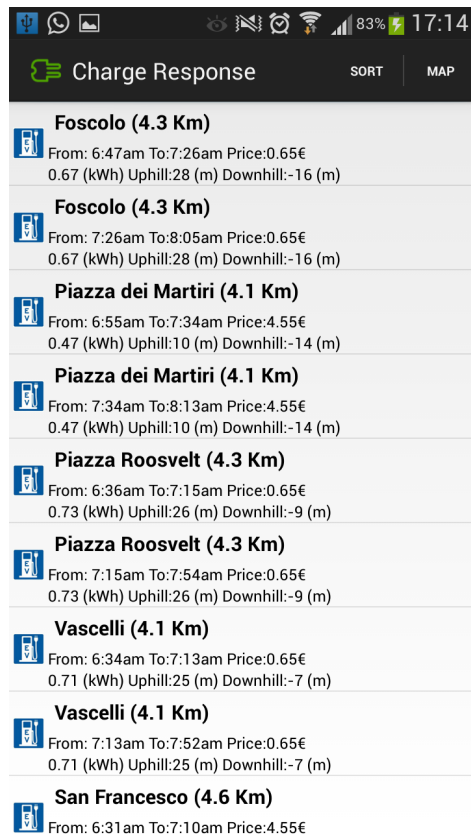 83% 17:14
Charge Response SORT MAP
Foscolo (4.3 Km)
From: 6:47am To:7:26am Price:0.65€
0.67 (kWh) Uphill:28 (m) Downhill:-16 (m)
Foscolo (4.3 Km)
From: 7:26am To:8:05am Price:0.65€
0.67 (kWh) Uphill:28 (m) Downhill:-16 (m)
Piazza dei Martiri (4.1 Km)
From: 6:55am To:7:34am Price:4.55€
0.47 (kWh) Uphill:10 (m) Downhill:-14 (m)
Piazza dei Martiri (4.1 Km)
From: 7:34am To:8:13am Price:4.55€
0.47 (kWh) Uphill:10 (m) Downhill:-14 (m)
Piazza Roosvelt (4.3 Km)
From: 6:36am To:7:15am Price:0.65€
0.73 (kWh) Uphill:26 (m) Downhill:-9 (m)
Piazza Roosvelt (4.3 Km)
From: 7:15am To:7:54am Price:0.65€
0.73 (kWh) Uphill:26 (m) Downhill:-9 (m)
Vascelli (4.1 Km)
From: 6:34am To:7:13am Price:0.65€
0.71 (kWh) Uphill:25 (m) Downhill:-7 (m)
Vascelli (4.1 Km)
From: 7:13am To:7:52am Price:0.65€
0.71 (kWh) Uphill:25 (m) Downhill:-7 (m)
San Francesco (4.6 Km)
From: 6:31am To:7:10am Price:4.55€